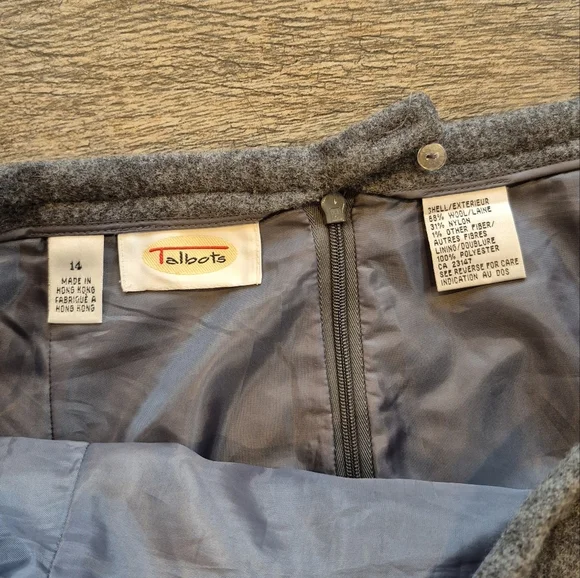 14
MADE IN
HONG KONG
FABRIQUÉ À
HONG KONG
Talbots
SHELL/EXTERIEUR
68% WOOL/LAINE
31% NYLON
1% OTHER FIBER/
AUTRES FIBRES
LINING/DOUBLURE
100% POLYESTER
CA 23147
SEE REVERSE FOR CARE
INDICATION AU DOS